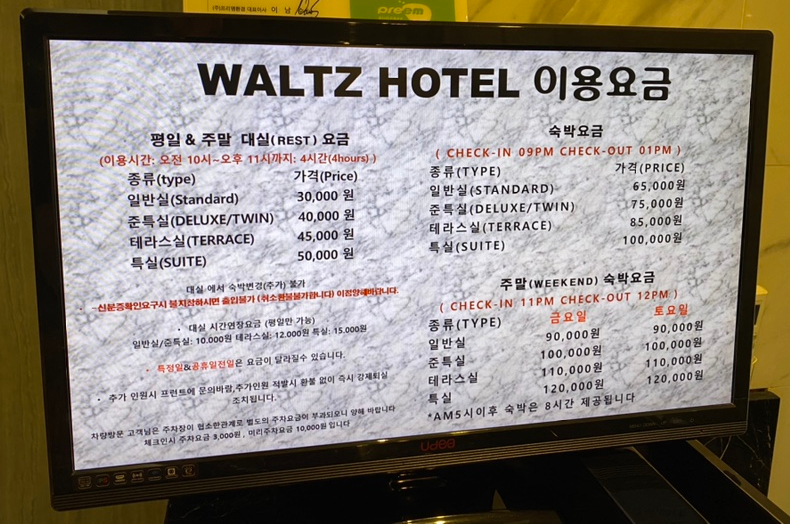 (주)프리엠환경 대표이사 이 남
preem
WALTZ HOTEL 이용요금
평일 & 주말 대실(REST) 요금
(이용시간: 오전 10시~오후 11시까지: 4시간(4hours) )
종류(type) 가격(Price)
일반실(Standard) 30,000 원
준특실(DELUXE/TWIN) 40,000 원
테라스실(TERRACE) 45,000 원
특실(SUITE) 50,000 원
· 대실 에서 숙박변경(추가) 불가
· ~신분증확인요구시 불지참하시면 출입불가 (취소환불불가합니다) 이점양해바랍니다.
· 대실 시간연장요금 (평일만 가능)
일반실/준특실: 10.000원 테라스실: 12.000원 특실: 15.000원
· 특정일&공휴일전일은 요금이 달라질수 있습니다.
· 추가 인원시 프런트에 문의바람,추가인원 적발시 환불 없이 즉시 강제퇴실
조치됩니다.
차량방문 고객님은 주차장이 협소한관계로 별도의 주차요금이 부과되오니 양해 바랍니다
체크인시 주차요금 3,000원 , 미리주차요금 10,000원 입니다
숙박요금
( CHECK-IN 09PM CHECK-OUT 01PM )
종류(TYPE) 가격(PRICE)
일반실(STANDARD) 65,000원
준특실(DELUXE/TWIN) 75,000원
테라스실(TERRACE) 85,000원
특실(SUITE) 100,000원
주말(WEEKEND) 숙박요금
( CHECK-IN 11PM CHECK-OUT 12PM )
종류(TYPE) 금요일 토요일
일반실 90,000원 90,000원
준특실 100,000원 100,000원
테라스실 110,000원 110,000원
특실 120,000원 120,000원
*AM5시이후 숙박은 8시간 제공됩니다
udea